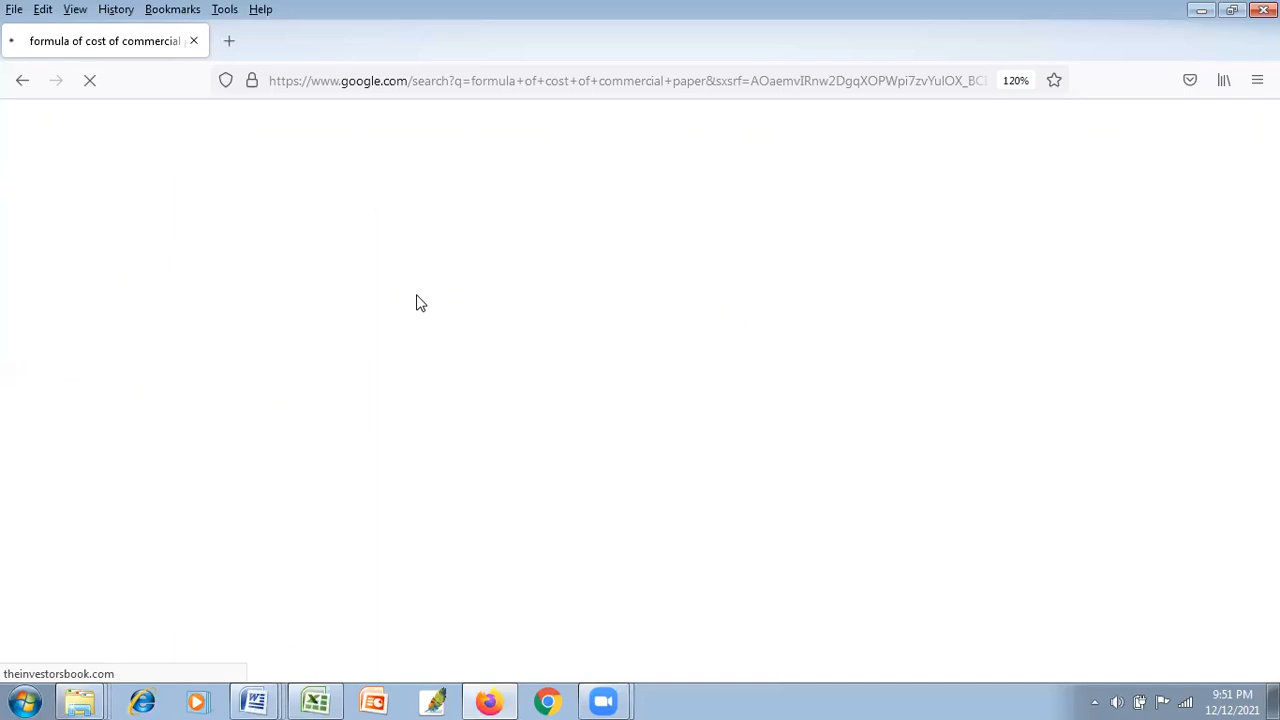 File Edit View History Bookmarks Tools Help
formula of cost of commercial
https://www.google.com/search?q=formula+of+cost+of+commercial+paper&sxsrf=AOaemvIRnw2DgqXOPWpi7zvYulOX_BC 120%
theinvestorsbook.com
9:51 PM
12/12/2021